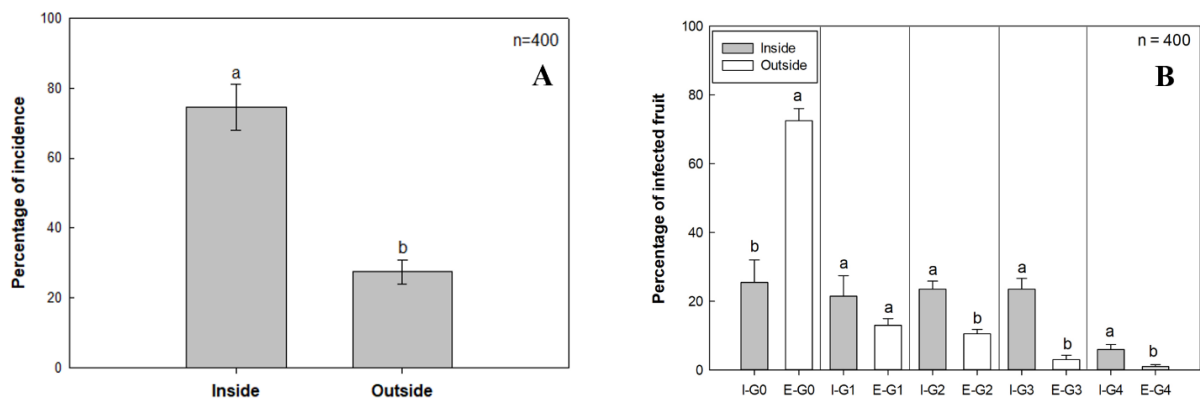 Percentage of incidence
100
80
60
40
20
0
n=400
A
a
b
Inside
Outside
Percentage of infected fruit
100
80
60
40
20
0
Inside
Outside
n = 400
B
b
a
a
a
a
b
a
b
a
b
I-G0 E-G0 I-G1 E-G1 I-G2 E-G2 I-G3 E-G3 I-G4 E-G4